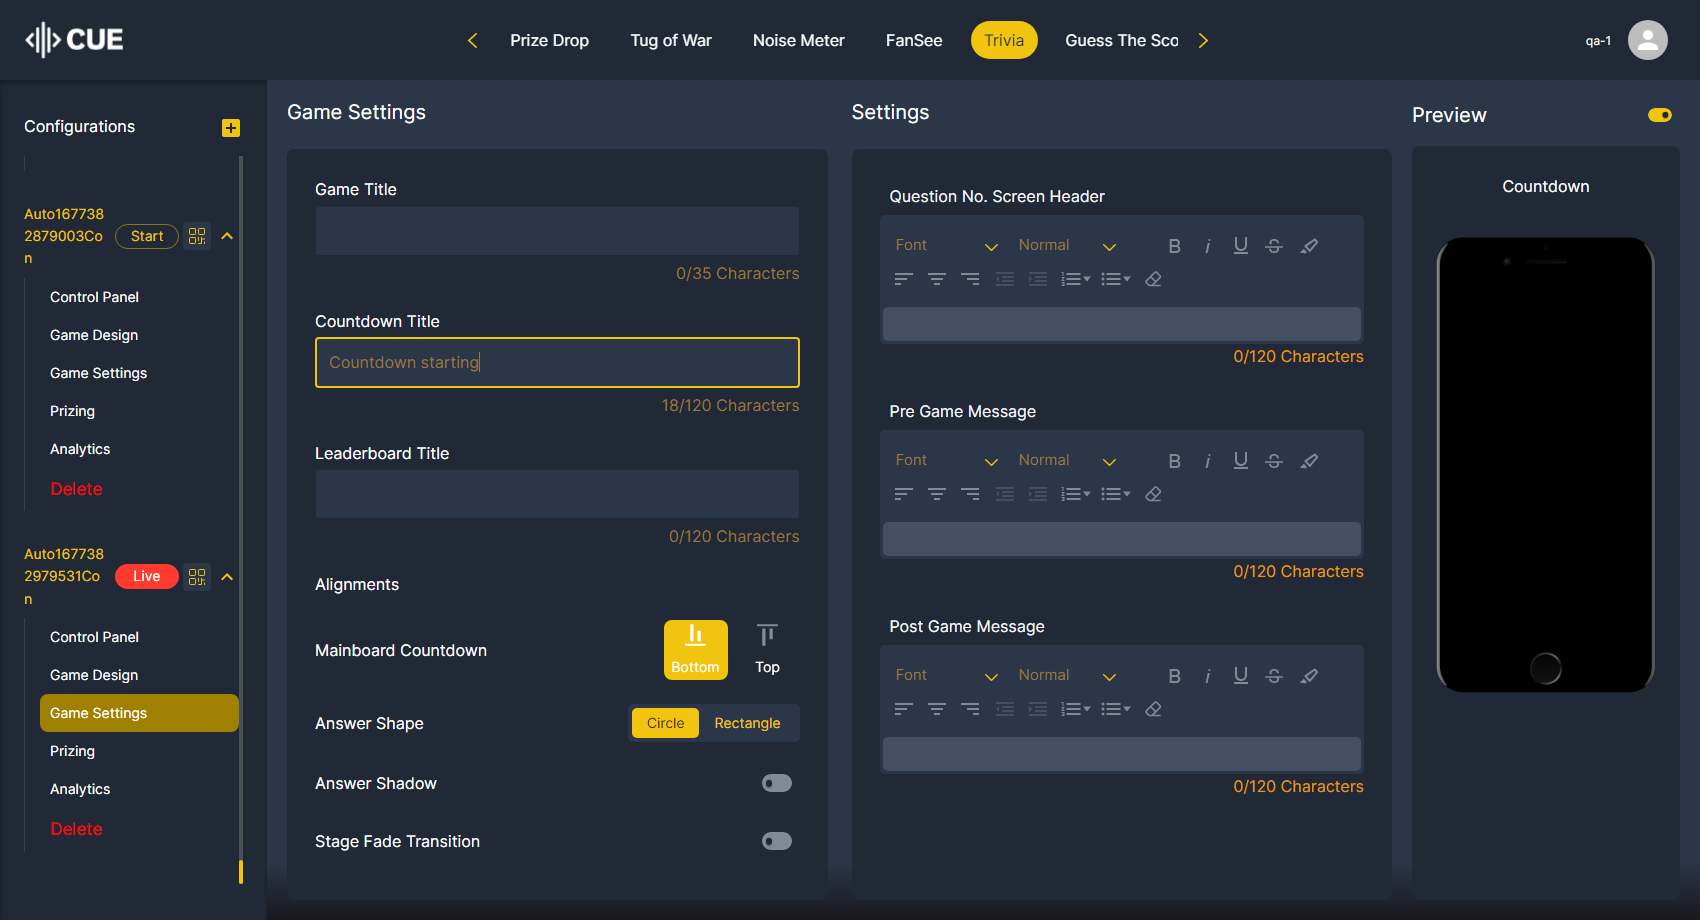 CUE
Prize Drop
Tug of War
Noise Meter
FanSee
Trivia
Guess The Sco
qa-1
Configurations
Auto167738
2879003Co
n
Start
Control Panel
Game Design
Game Settings
Prizing
Analytics
Delete
Auto167738
2979531Co
n
Live
Control Panel
Game Design
Game Settings
Prizing
Analytics
Delete
Game Settings
Game Title
0/35 Characters
Countdown Title
Countdown starting
18/120 Characters
Leaderboard Title
0/120 Characters
Alignments
Mainboard Countdown
Bottom
Top
Answer Shape
Circle
Rectangle
Answer Shadow
Stage Fade Transition
Settings
Question No. Screen Header
Font
Normal
0/120 Characters
Pre Game Message
Font
Normal
0/120 Characters
Post Game Message
Font
Normal
0/120 Characters
Preview
Countdown